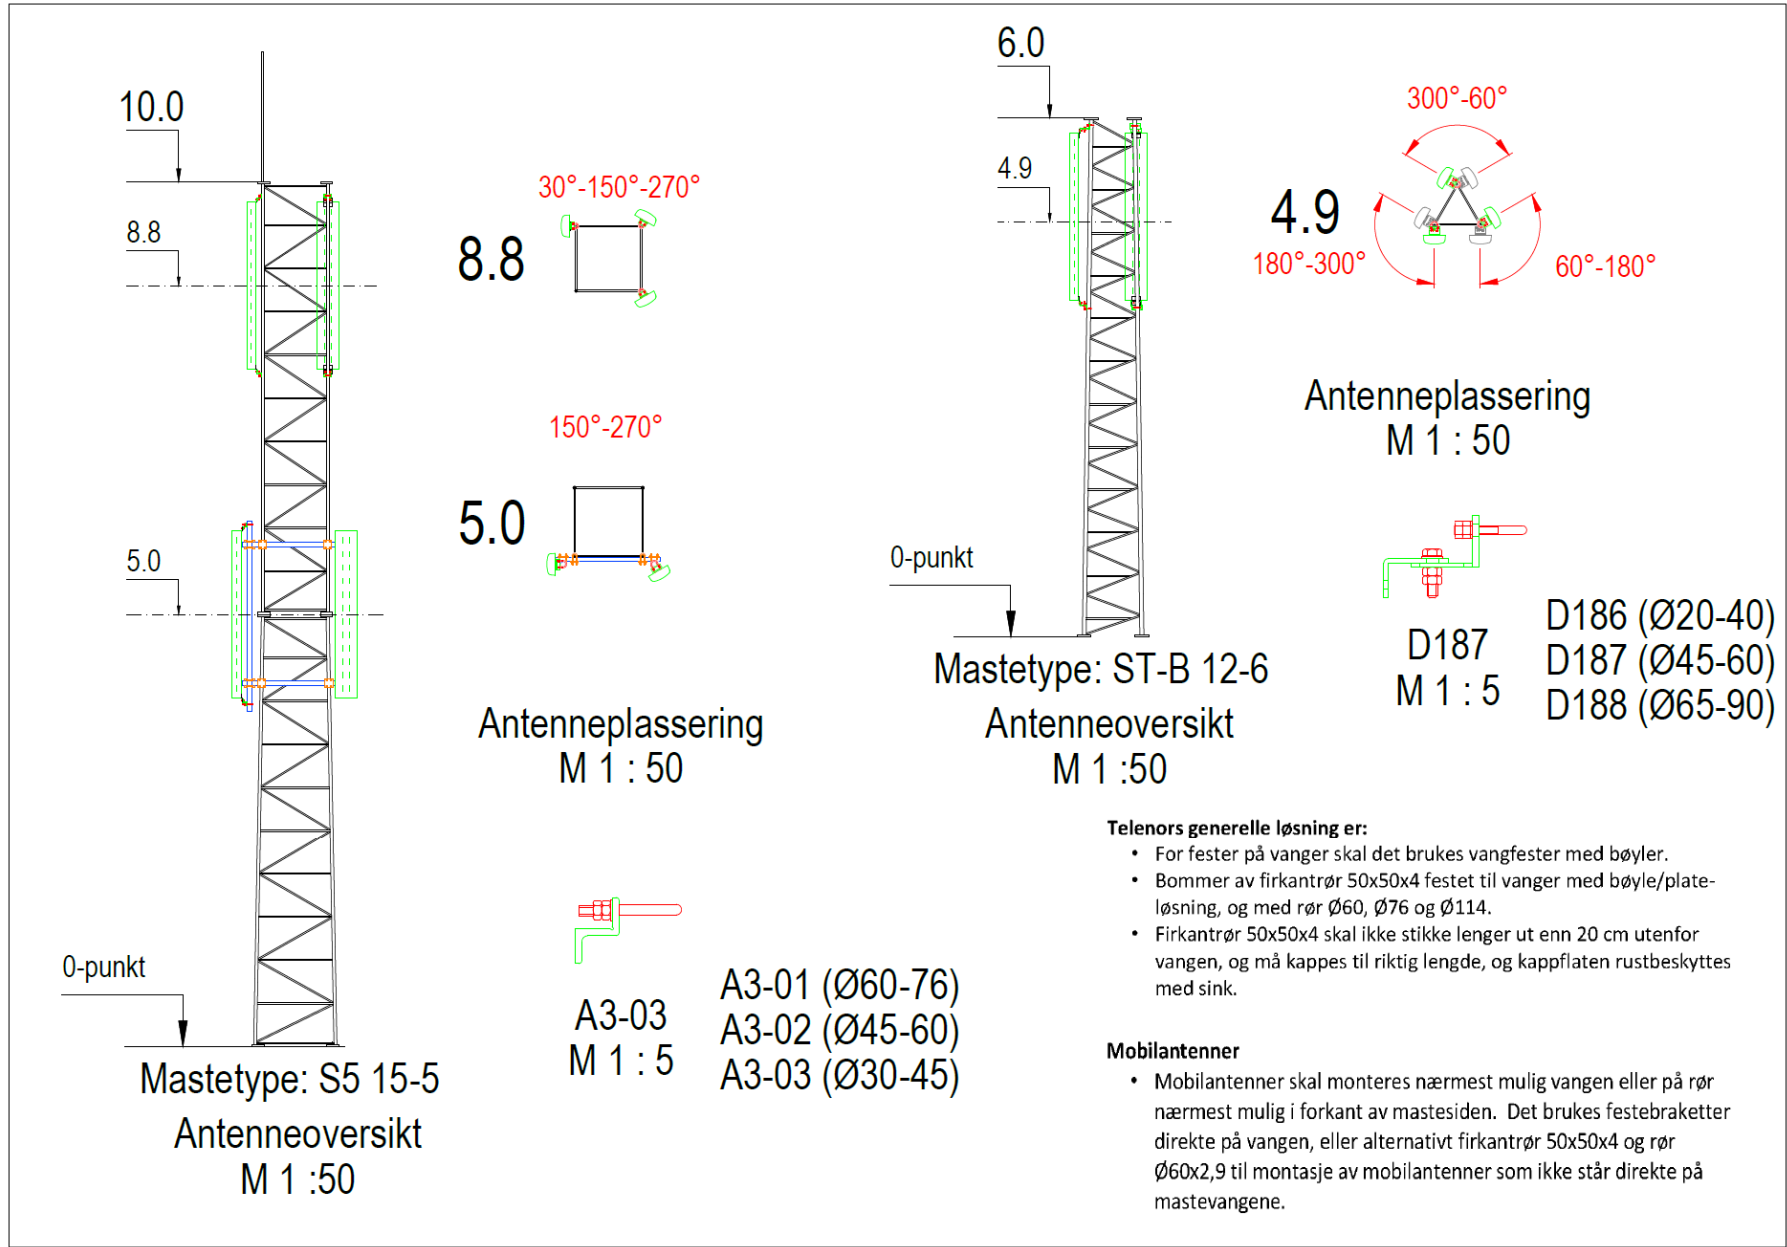 10.0
8.8
5.0
0-punkt
Mastetype: S5 15-5
Antenneoversikt
M 1 :50
30°-150°-270°
8.8
150°-270°
5.0
Antenneplassering
M 1 : 50
A3-03
M 1 : 5
A3-01 (Ø60-76)
A3-02 (Ø45-60)
A3-03 (Ø30-45)
6.0
4.9
0-punkt
Mastetype: ST-B 12-6
Antenneoversikt
M 1 :50
300°-60°
4.9
180°-300°
60°-180°
Antenneplassering
M 1 : 50
D187
M 1 : 5
D186 (Ø20-40)
D187 (Ø45-60)
D188 (Ø65-90)
Telenors generelle løsning er:
• For fester på vanger skal det brukes vangfester med bøyler.
• Bommer av firkantrør 50x50x4 festet til vanger med bøyle/plate-
løsning, og med rør Ø60, Ø76 og Ø114.
• Firkantrør 50x50x4 skal ikke stikke lenger ut enn 20 cm utenfor
vangen, og må kappes til riktig lengde, og kappflaten rustbeskyttes
med sink.
Mobilantenner
• Mobilantenner skal monteres nærmest mulig vangen eller på rør
nærmest mulig i forkant av mastesiden. Det brukes festebraketter
direkte på vangen, eller alternativt firkantrør 50x50x4 og rør
Ø60x2,9 til montasje av mobilantenner som ikke står direkte på
mastevangene.